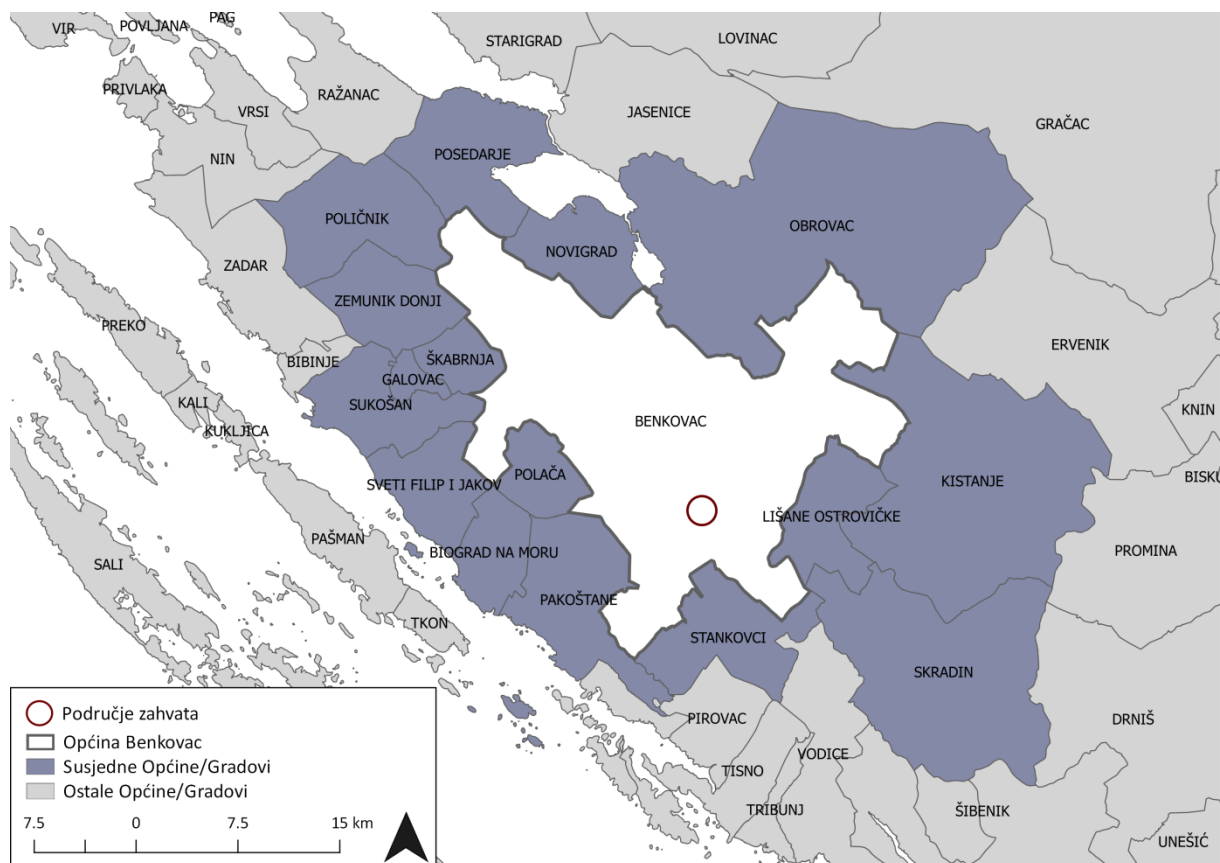 VIR
POVLJANA
PAG
STARIGRAD
LOVINAC
PRIVLAKA
RAŽANAC
VRSI
JASENICE
GRAČAC
NIN
POSEDARJE
POLIČNIK
NOVIGRAD
OBROVAC
ZADAR
ZEMUNIK DONJI
PREKO
ERVENIK
BIBINJE
ŠKABRNJA
GALOVAC
KALI
SUKOŠAN
KNIN
KUKLJICA
BENKOVAC
POLAČA
SVETI FILIP I JAKOV
KISTANJE
BISKU
LIŠANE OSTROVIČKE
PAŠMAN
BIOGRAD NA MORU
PROMINA
SALI
PAKOŠTANE
TKON
STANKOVCI
SKRADIN
PIROVAC
DRNIŠ
VODICE
TISNO
TRIBUNJ
ŠIBENIK
UNEŠIĆ
Područje zahvata
Općina Benkovac
Susjedne Općine/Gradovi
Ostale Općine/Gradovi
7.5 0 7.5 15 km